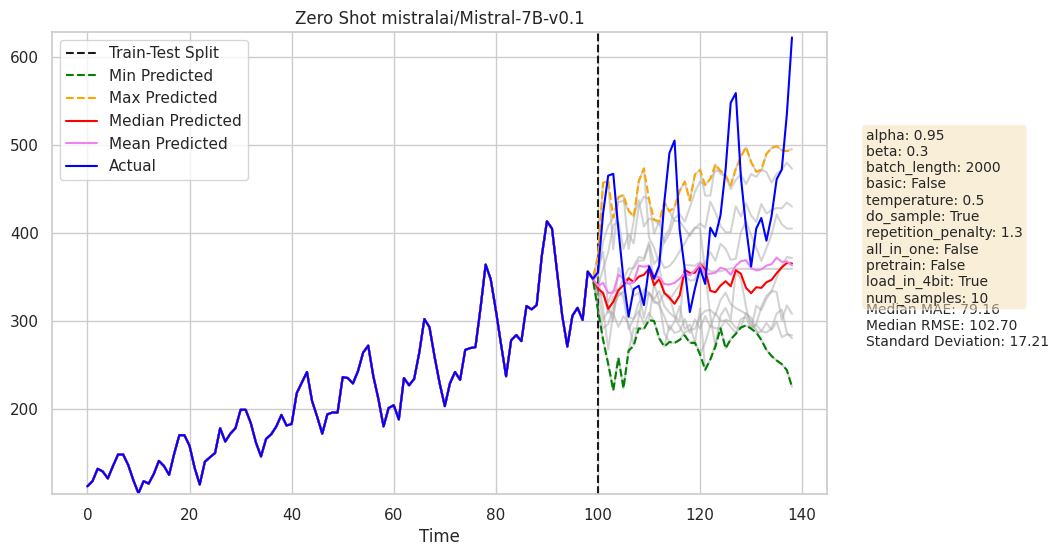 Zero Shot mistralai/Mistral-7B-v0.1
Train-Test Split
Min Predicted
Max Predicted
Median Predicted
Mean Predicted
Actual
600
500
400
300
200
0
20
40
60
80
100
120
140
Time
alpha: 0.95
beta: 0.3
batch_length: 2000
basic: False
temperature: 0.5
do_sample: True
repetition_penalty: 1.3
all_in_one: False
pretrain: False
load_in_4bit: True
num_samples: 10
Median MAE: 79.16
Median RMSE: 102.70
Standard Deviation: 17.21